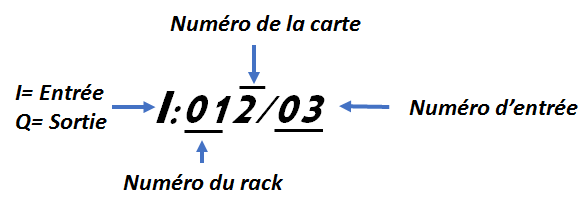 Numéro de la carte
I= Entrée
Q= Sortie
I:012/03
Numéro d’entrée
Numéro du rack